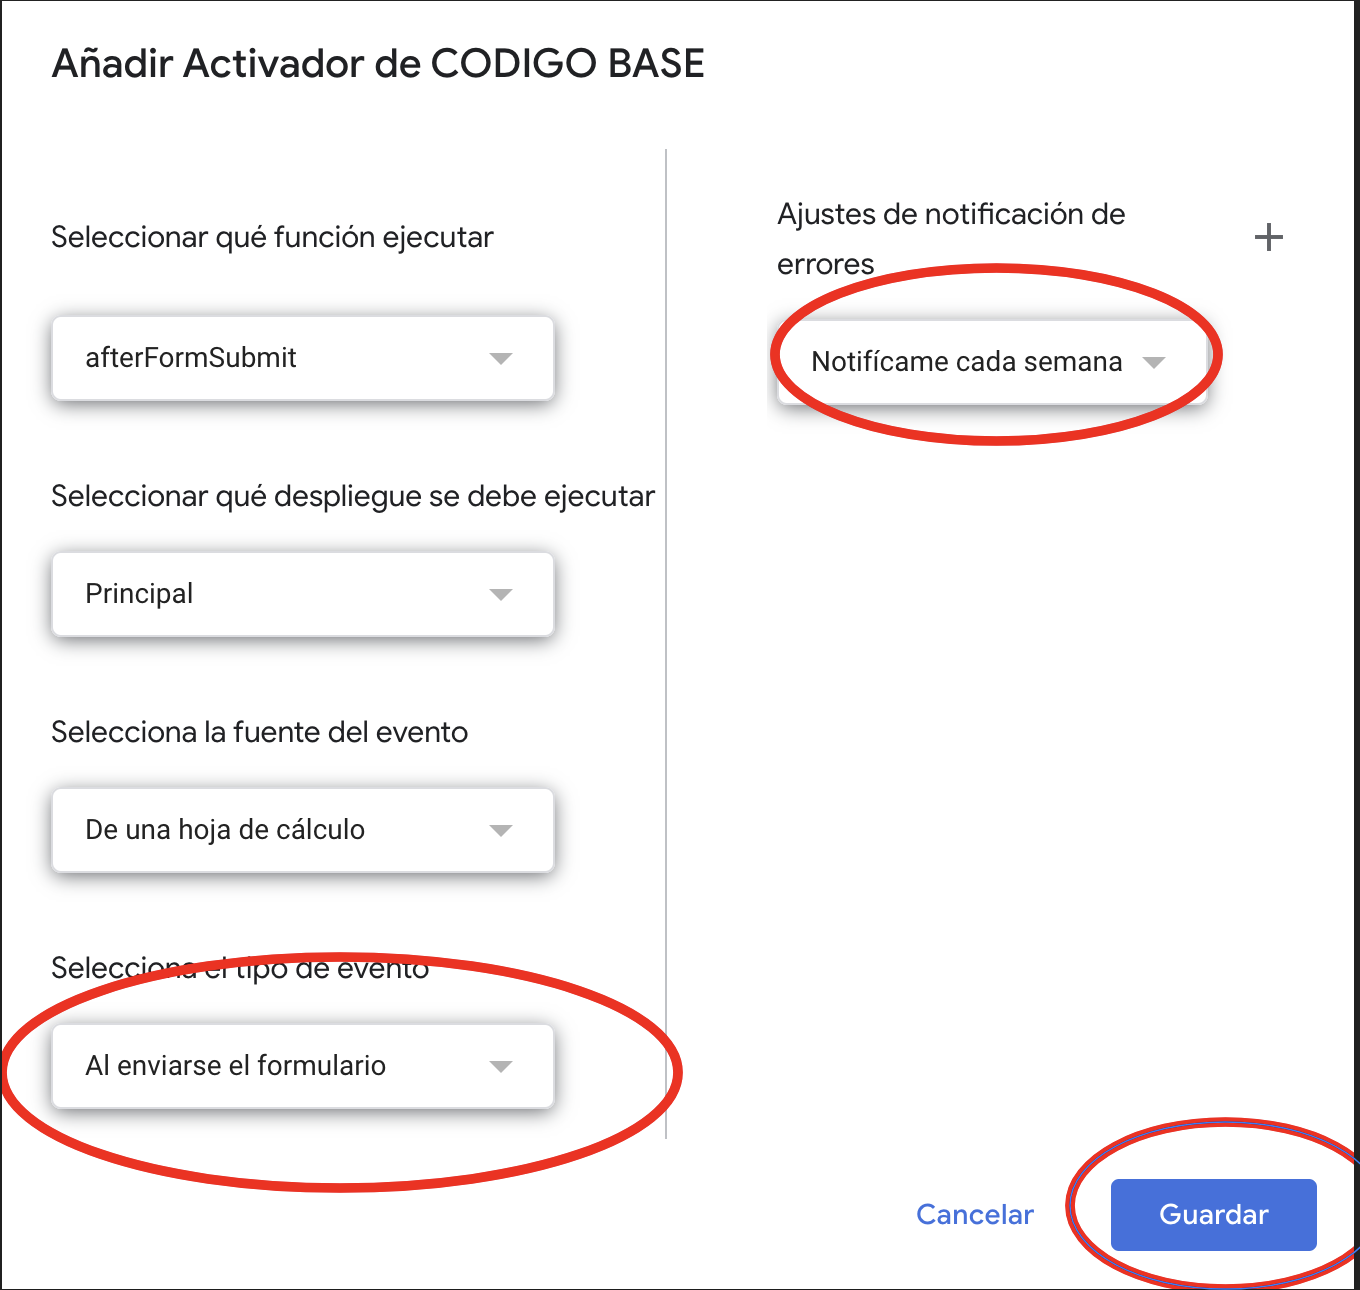 Añadir Activador de CODIGO BASE
Seleccionar qué función ejecutar
afterFormSubmit
Seleccionar qué despliegue se debe ejecutar
Principal
Selecciona la fuente del evento
De una hoja de cálculo
Selecciona el tipo de evento
Al enviarse el formulario
Ajustes de notificación de
errores
Notifícame cada semana
Cancelar
Guardar